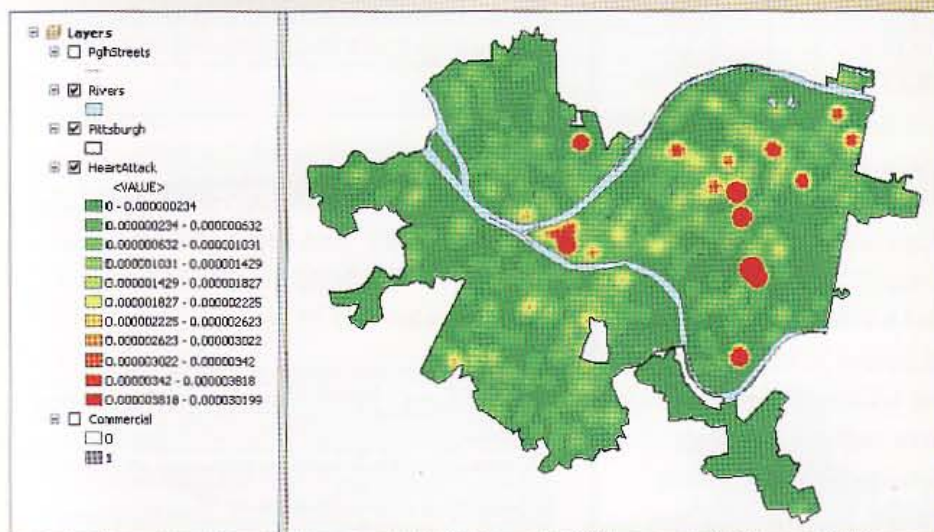 Layers
PghStreets
Rivers
Pittsburgh
HeartAttack
<VALUE>
0 - 0.000000234
0.000000234 - 0.000000632
0.000000632 - 0.000001031
0.000001031 - 0.000001429
0.000001429 - 0.000001827
0.000001827 - 0.000002225
0.000002225 - 0.000002623
0.000002623 - 0.000003022
0.000003022 - 0.00000342
0.00000342 - 0.000003818
0.000003818 - 0.000030199
Commercial
0
1